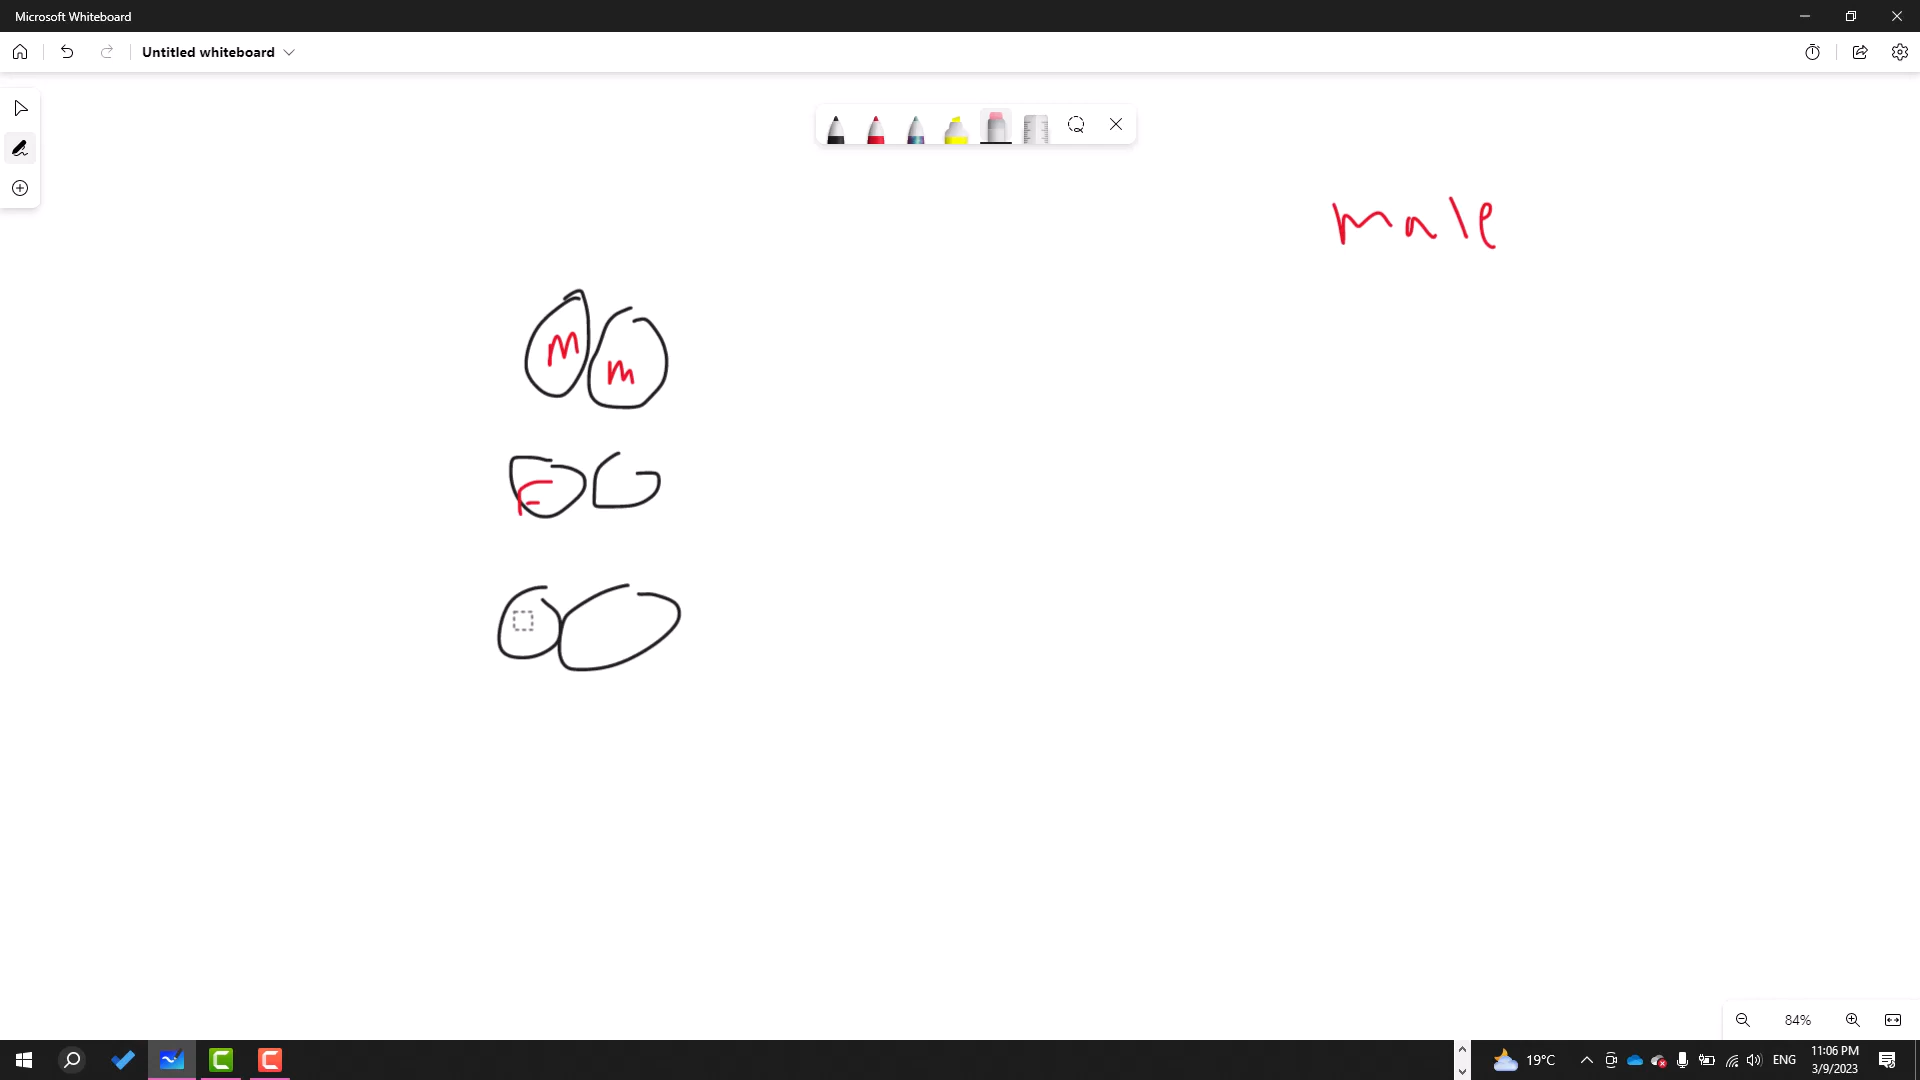 Microsoft Whiteboard
Untitled whiteboard
male
M
m
F
84%
19°C
ENG
11:06 PM
3/9/2023